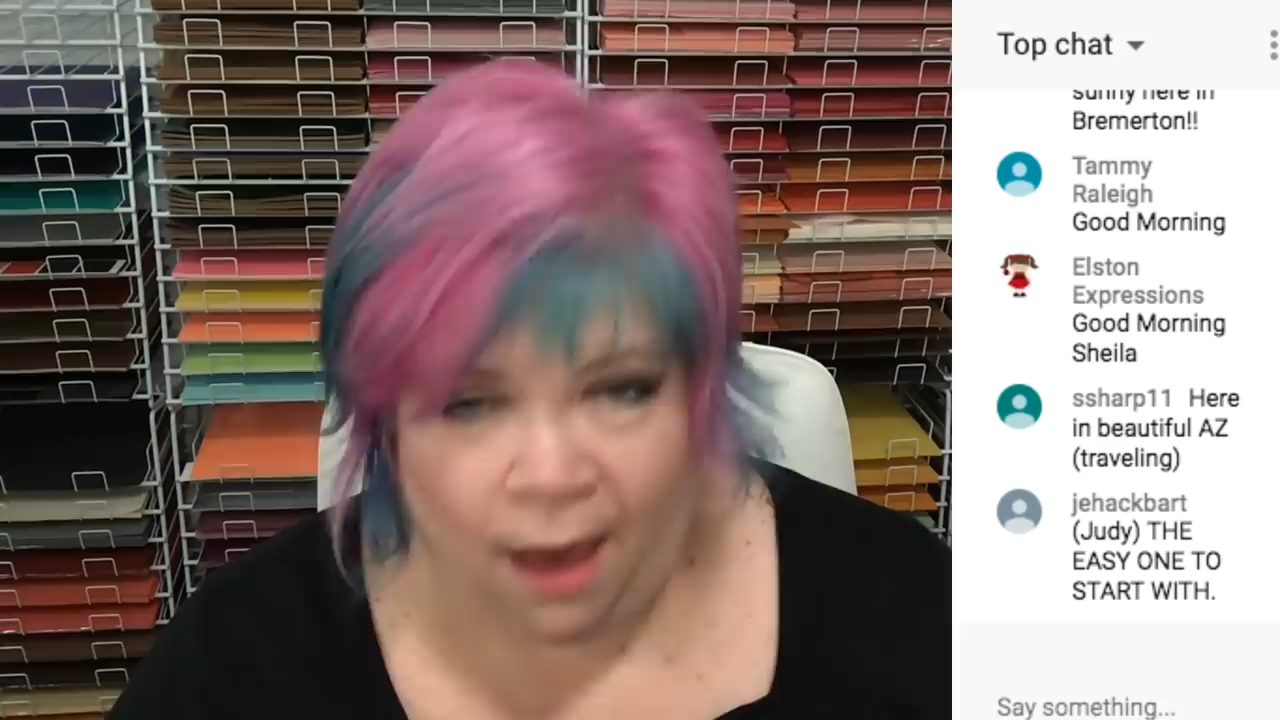 Top chat
sunny here in
Bremerton!!
Tammy
Raleigh
Good Morning
Elston
Expressions
Good Morning
Sheila
ssharp11 Here
in beautiful AZ
(traveling)
jehackbart
(Judy) THE
EASY ONE TO
START WITH.
Say something...